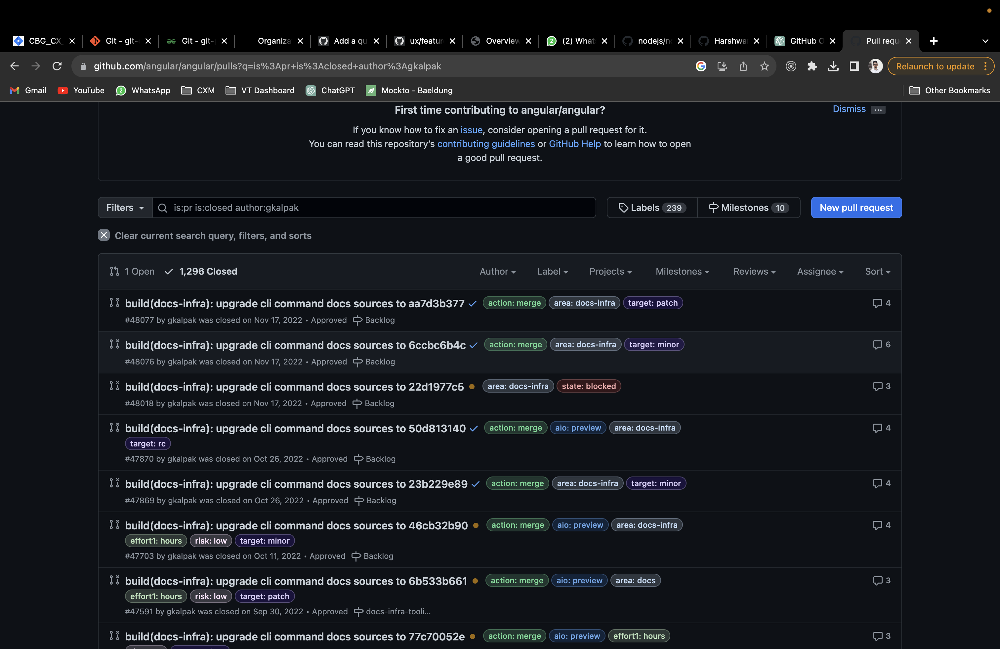 CBG_CX_ Git - git- Git - git- Organiza Add a qu ux/featur Overview (2) What nodejs/n Harshwa GitHub O Pull requ
github.com/angular/angular/pulls?q=is%3Apr+is%3Aclosed+author%3Agkalpak Relaunch to update
Gmail YouTube 2 WhatsApp CXM VT Dashboard ChatGPT Mockto - Baeldung Other Bookmarks
First time contributing to angular/angular? Dismiss ...
If you know how to fix an issue, consider opening a pull request for it.
You can read this repository’s contributing guidelines or GitHub Help to learn how to open
a good pull request.
Filters is:pr is:closed author:gkalpak Labels 239 Milestones 10 New pull request
Clear current search query, filters, and sorts
1 Open 1,296 Closed Author Label Projects Milestones Reviews Assignee Sort
build(docs-infra): upgrade cli command docs sources to aa7d3b377 action: merge area: docs-infra target: patch 4
#48077 by gkalpak was closed on Nov 17, 2022 • Approved Backlog
build(docs-infra): upgrade cli command docs sources to 6ccbc6b4c action: merge area: docs-infra target: minor 6
#48076 by gkalpak was closed on Nov 17, 2022 • Approved Backlog
build(docs-infra): upgrade cli command docs sources to 22d1977c5 area: docs-infra state: blocked 3
#48018 by gkalpak was closed on Nov 17, 2022 • Approved Backlog
build(docs-infra): upgrade cli command docs sources to 50d813140 action: merge aio: preview area: docs-infra 4
target: rc
#47870 by gkalpak was closed on Oct 26, 2022 • Approved Backlog
build(docs-infra): upgrade cli command docs sources to 23b229e89 action: merge area: docs-infra target: minor 4
#47869 by gkalpak was closed on Oct 26, 2022 • Approved Backlog
build(docs-infra): upgrade cli command docs sources to 46cb32b90 action: merge aio: preview area: docs-infra 4
effort1: hours risk: low target: minor
#47703 by gkalpak was closed on Oct 11, 2022 • Approved Backlog
build(docs-infra): upgrade cli command docs sources to 6b533b661 action: merge aio: preview area: docs 3
effort1: hours risk: low target: patch
#47591 by gkalpak was closed on Sep 30, 2022 • Approved docs-infra-tooli...
build(docs-infra): upgrade cli command docs sources to 77c70052e action: merge aio: preview effort1: hours 3